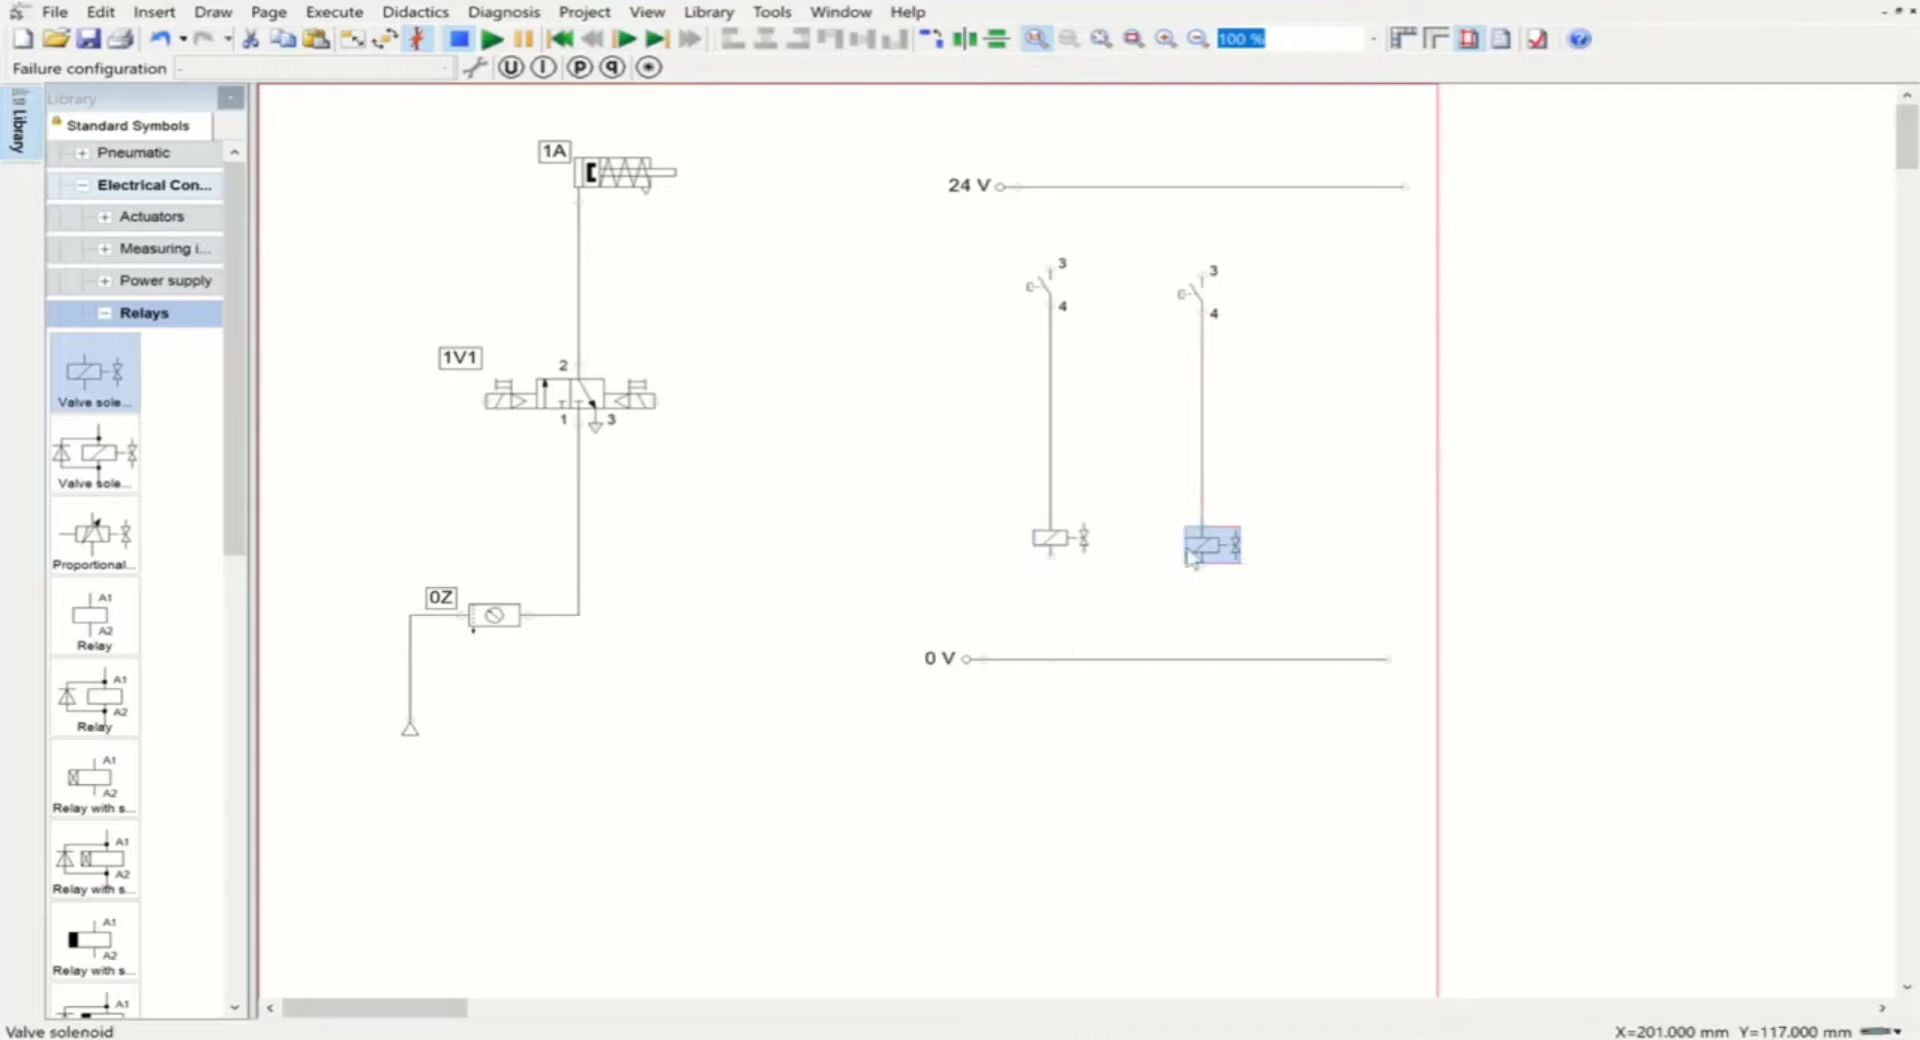 File Edit Insert Draw Page Execute Didactics Diagnosis Project View Library Tools Window Help
100 %
Failure configuration - U I p q
Library
Library
Standard Symbols
Pneumatic
Electrical Con...
Actuators
Measuring i...
Power supply
Relays
Valve sole...
Valve sole...
Proportional...
A1
A2
Relay
A1
A2
Relay
A1
A2
Relay with s...
A1
A2
Relay with s...
A1
A2
Relay with s...
A1
1A
1V1
2
1 3
0Z
24 V
3
4
3
4
0 V
Valve solenoid
X=201.000 mm Y=117.000 mm